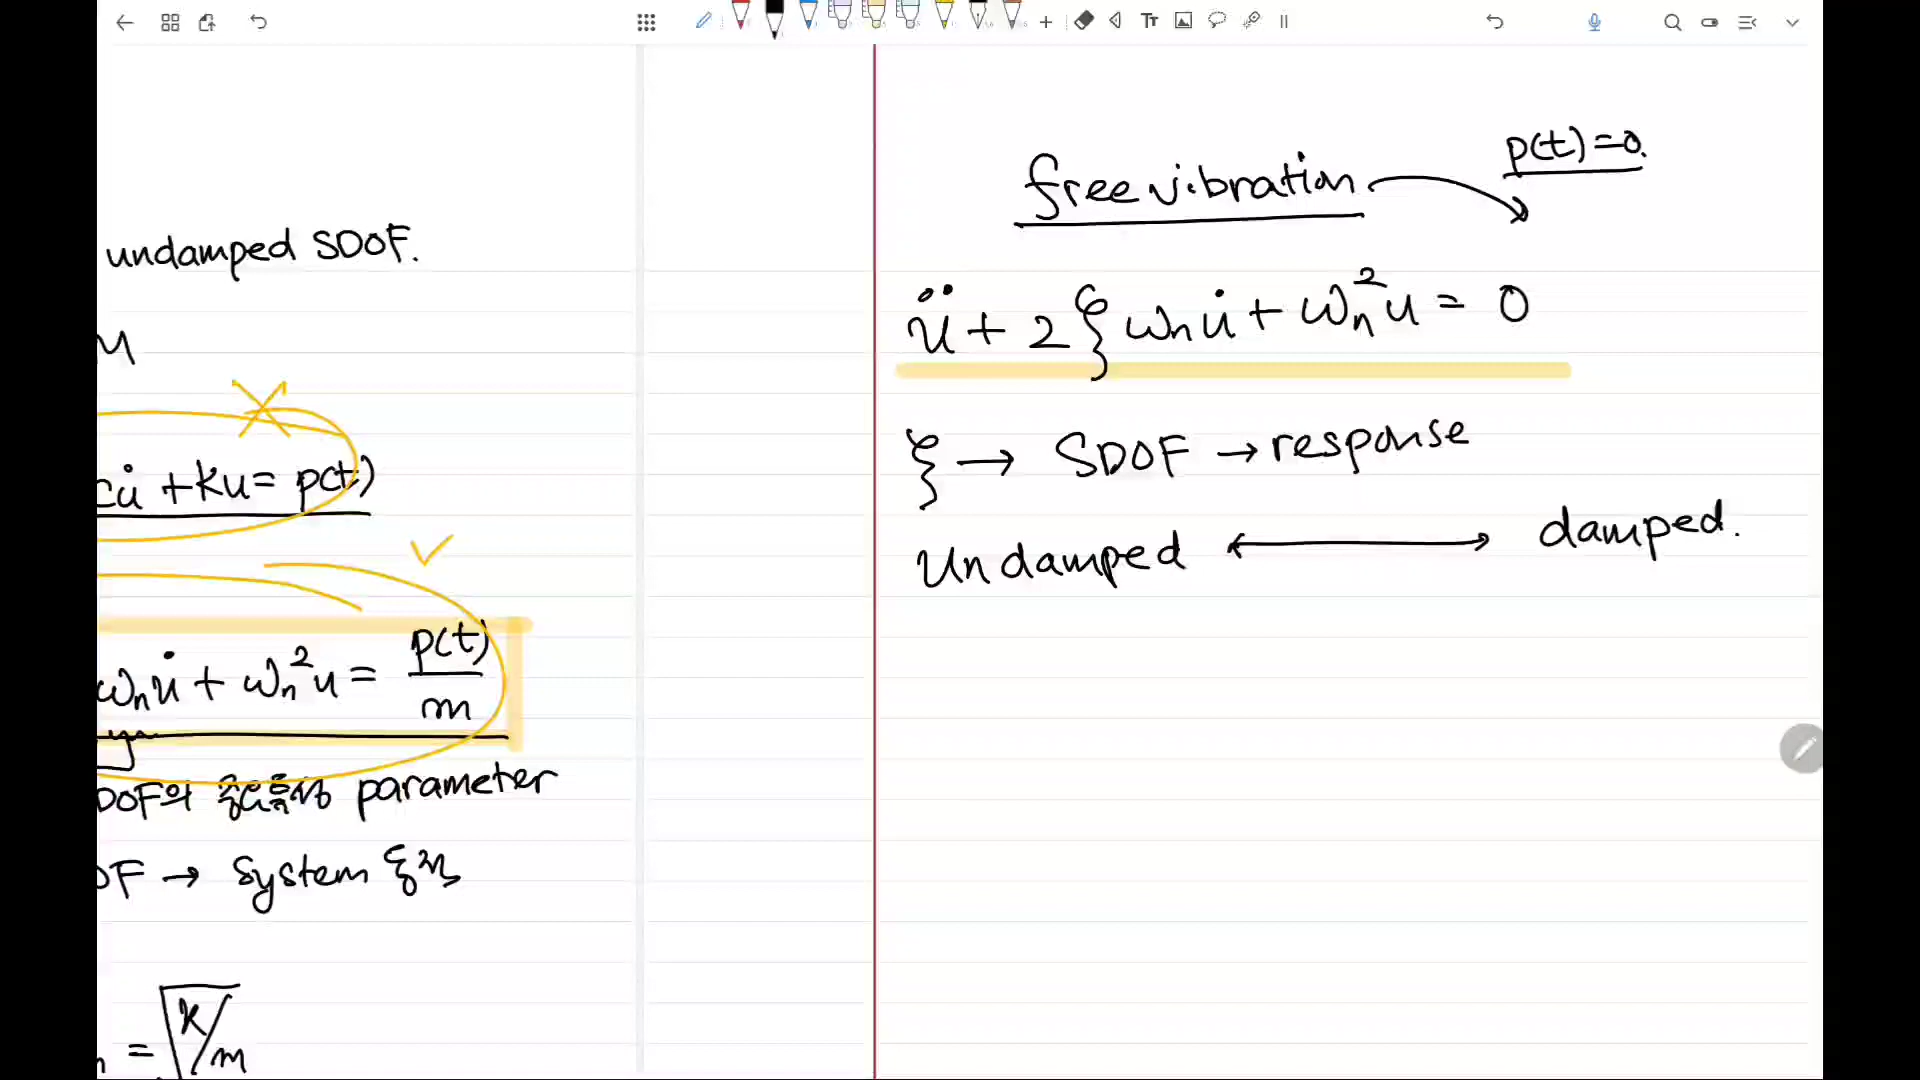 undamped SDOF.
cu̇ + ku = p(t)
ωₙu̇ + ωₙ²u = p(t)/m
DOF의 parameter
OF → System
= √k/m
free vibration
p(t)=0.
ü + 2ξωₙu̇ + ωₙ²u = 0
ξ → SDOF → response
Undamped ↔ damped.